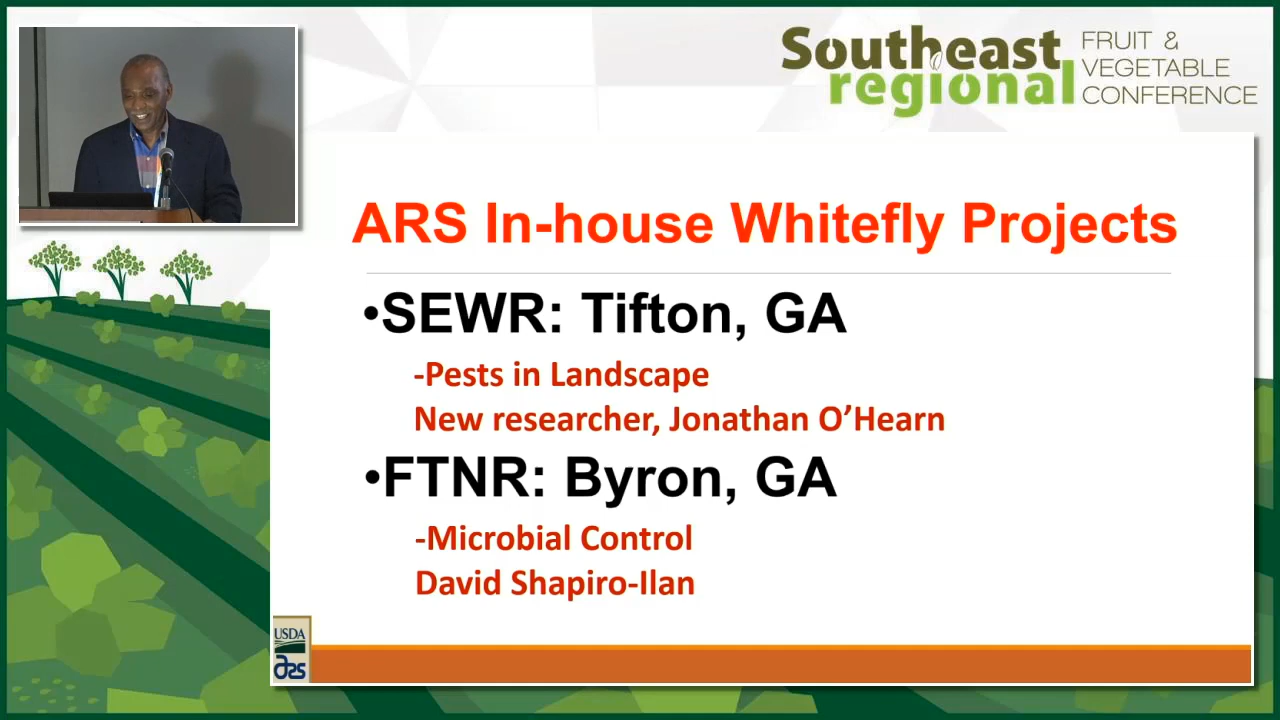 Southeast
regional
FRUIT &
VEGETABLE
CONFERENCE
ARS In-house Whitefly Projects
•SEWR: Tifton, GA
-Pests in Landscape
New researcher, Jonathan O’Hearn
•FTNR: Byron, GA
-Microbial Control
David Shapiro-Ilan
USDA
ars